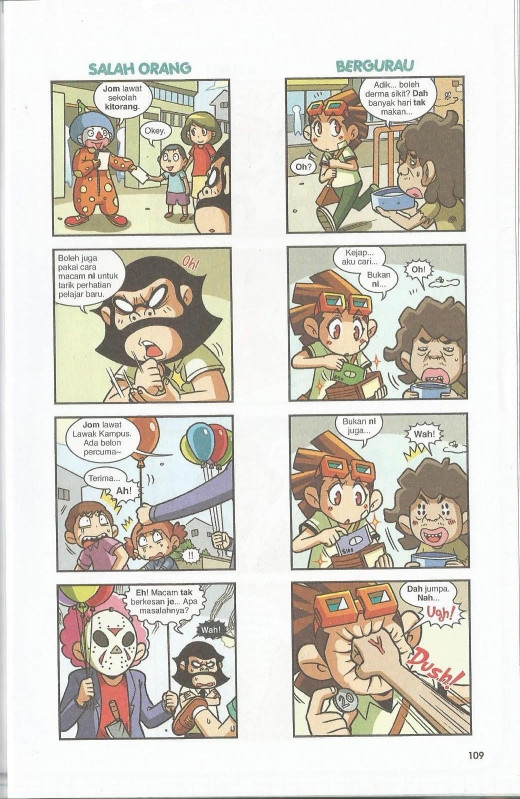 SALAH ORANG
Jom lawat
sekolah
kitorang.
Okey.
Boleh juga
pakai cara
macam ni untuk
tarik perhatian
pelajar baru.
Oh!
Jom lawat
Lawak Kampus.
Ada belon
percuma~
Terima...
Ah!
!!
Eh! Macam tak
berkesan je... Apa
masalahnya?
Wah!
BERGURAU
Adik... boleh
derma sikit? Dah
banyak hari tak
makan...
Oh?
Kejap...
aku cari...
Bukan
ni...
Oh!
Bukan ni
juga...
Wah!
Dah jumpa.
Nah...
Ugh!
Dush!
20
109